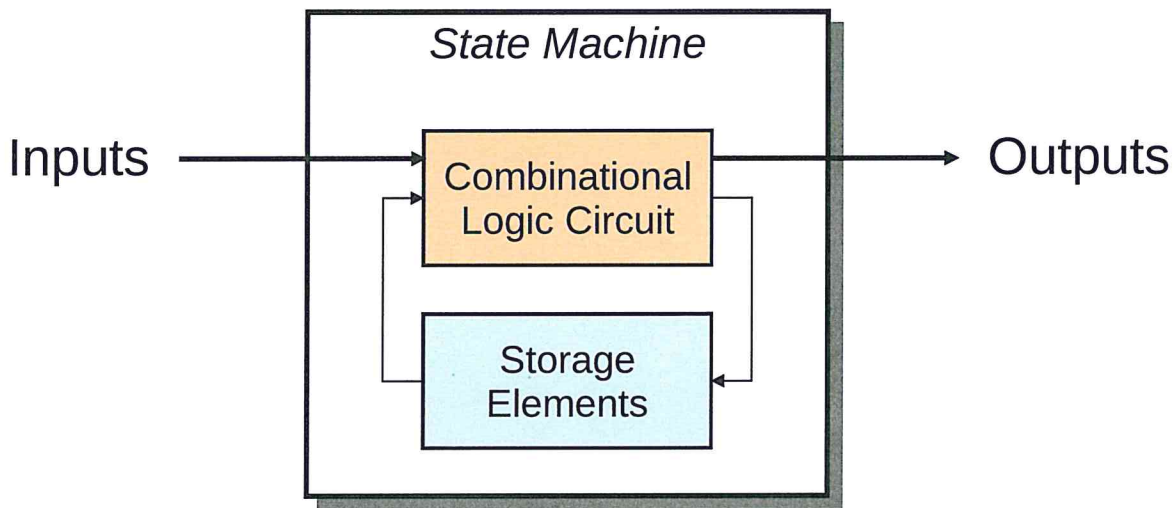 State Machine
Inputs
Combinational
Logic Circuit
Outputs
Storage
Elements